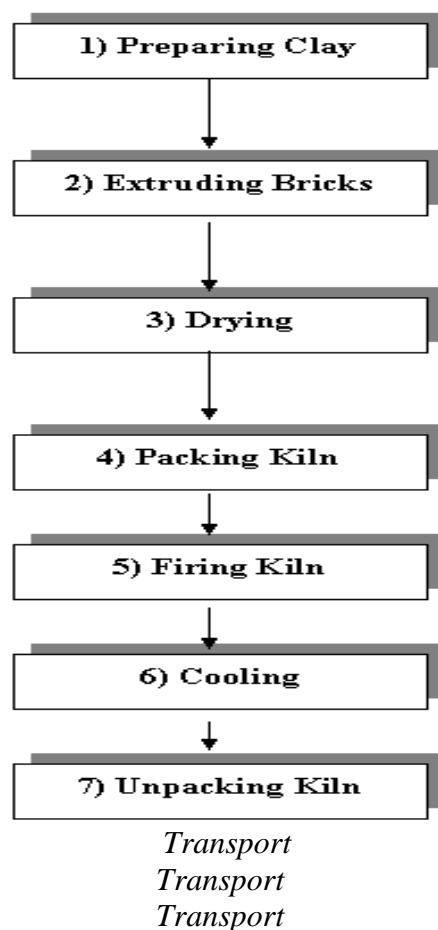 1) Preparing Clay
2) Extruding Bricks
3) Drying
4) Packing Kiln
5) Firing Kiln
6) Cooling
7) Unpacking Kiln
Transport
Transport
Transport